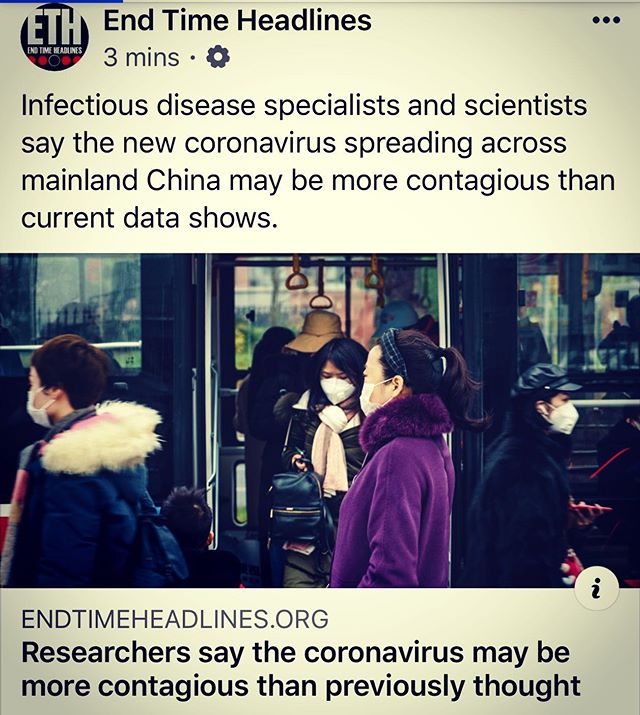 ETH
END TIME HEADLINES
End Time Headlines
3 mins ·
Infectious disease specialists and scientists
say the new coronavirus spreading across
mainland China may be more contagious than
current data shows.
i
ENDTIMEHEADLINES.ORG
Researchers say the coronavirus may be
more contagious than previously thought